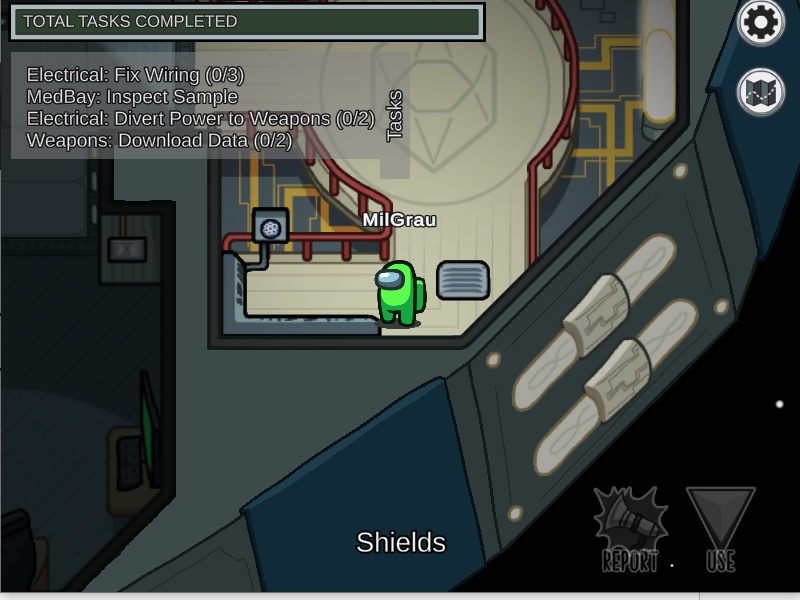 TOTAL TASKS COMPLETED
Electrical: Fix Wiring (0/3)
MedBay: Inspect Sample
Electrical: Divert Power to Weapons (0/2)
Weapons: Download Data (0/2)
Tasks
MilGrau
Shields
REPORT
USE